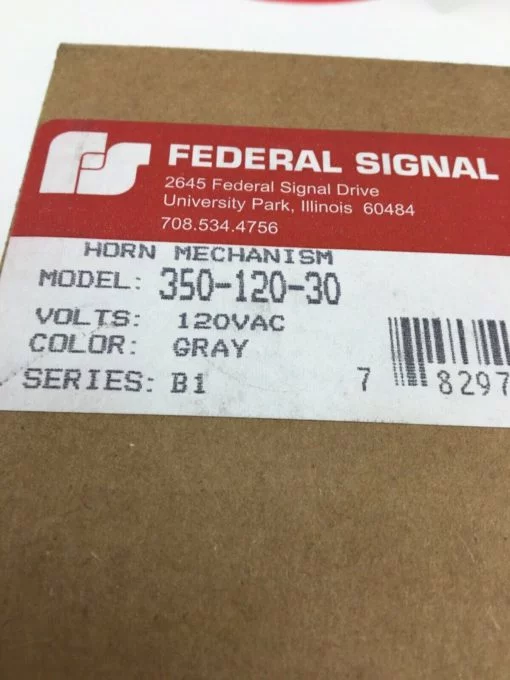 FS FEDERAL SIGNAL
2645 Federal Signal Drive
University Park, Illinois 60484
708.534.4756
HORN MECHANISM
MODEL: 350-120-30
VOLTS: 120VAC
COLOR: GRAY
SERIES: B1
7 8297